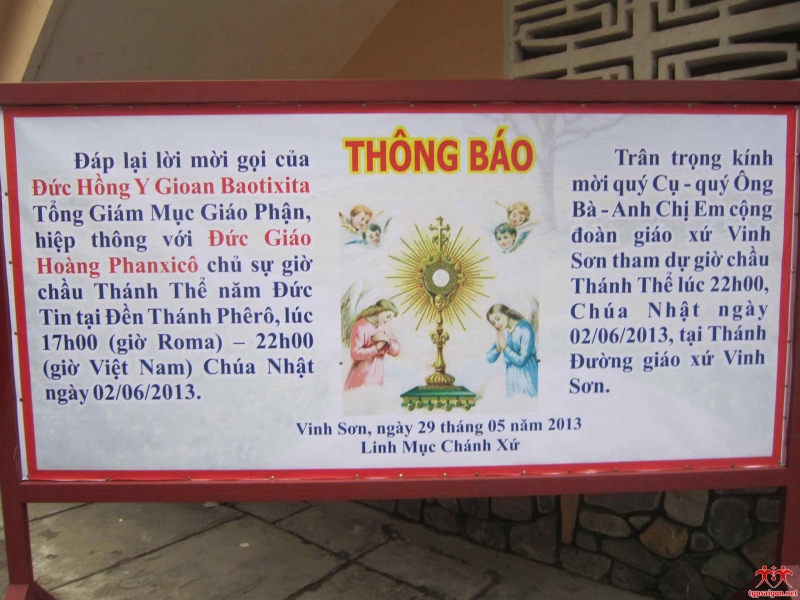 THÔNG BÁO
Đáp lại lời mời gọi của
Đức Hồng Y Gioan Baotixita
Tổng Giám Mục Giáo Phận,
hiệp thông với Đức Giáo
Hoàng Phanxicô chủ sự giờ
chầu Thánh Thể năm Đức
Tin tại Đền Thánh Phêrô, lúc
17h00 (giờ Roma) – 22h00
(giờ Việt Nam) Chúa Nhật
ngày 02/06/2013.
Trân trọng kính
mời quý Cụ - quý Ông
Bà - Anh Chị Em cộng
đoàn giáo xứ Vinh
Sơn tham dự giờ chầu
Thánh Thể lúc 22h00,
Chúa Nhật ngày
02/06/2013, tại Thánh
Đường giáo xứ Vinh
Sơn.
Vinh Sơn, ngày 29 tháng 05 năm 2013
Linh Mục Chánh Xứ
tgpsaigon.net